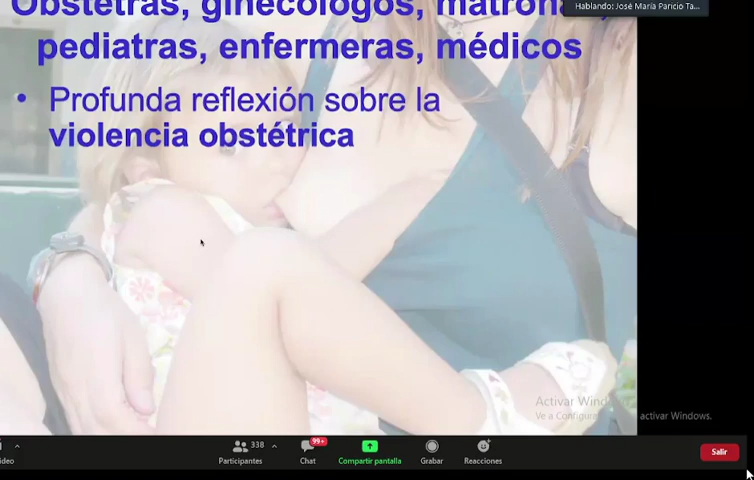 Hablando: José María Paricio Ta...
Obstetras, ginecólogos, matronas,
pediatras, enfermeras, médicos
• Profunda reflexión sobre la
violencia obstétrica
Activar Windows
activar Windows.
338
99+
Participantes
Chat
Compartir pantalla
Grabar
Reacciones
Salir